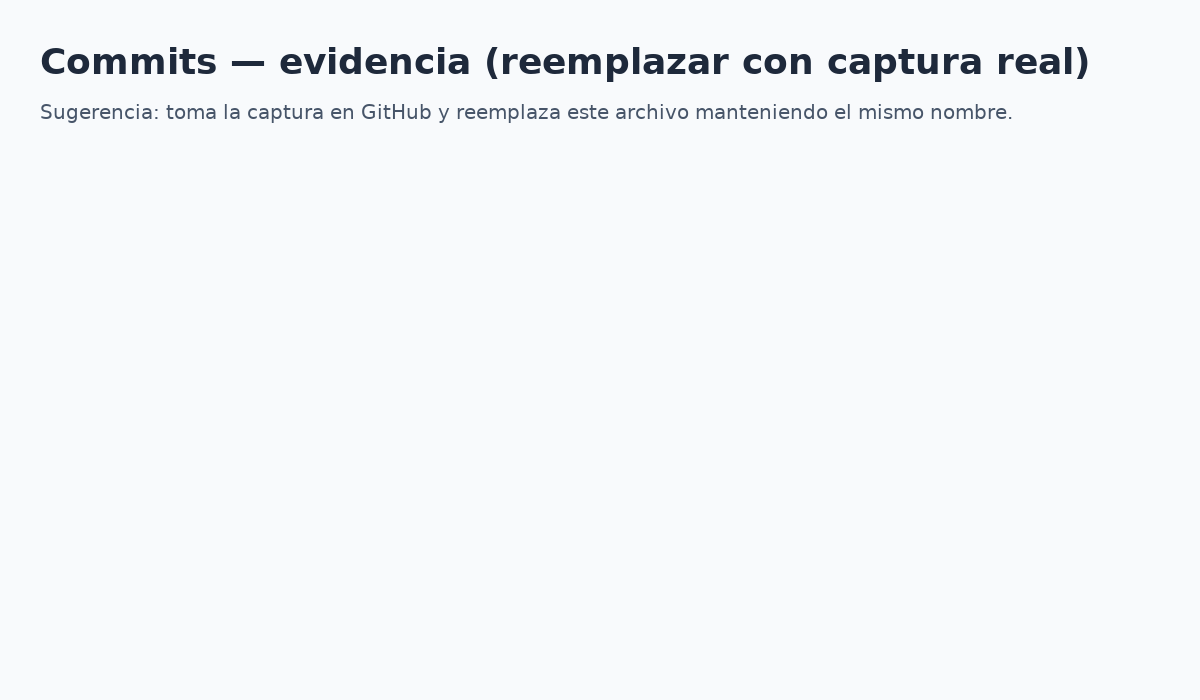 Commits — evidencia (reemplazar con captura real)
Sugerencia: toma la captura en GitHub y reemplaza este archivo manteniendo el mismo nombre.